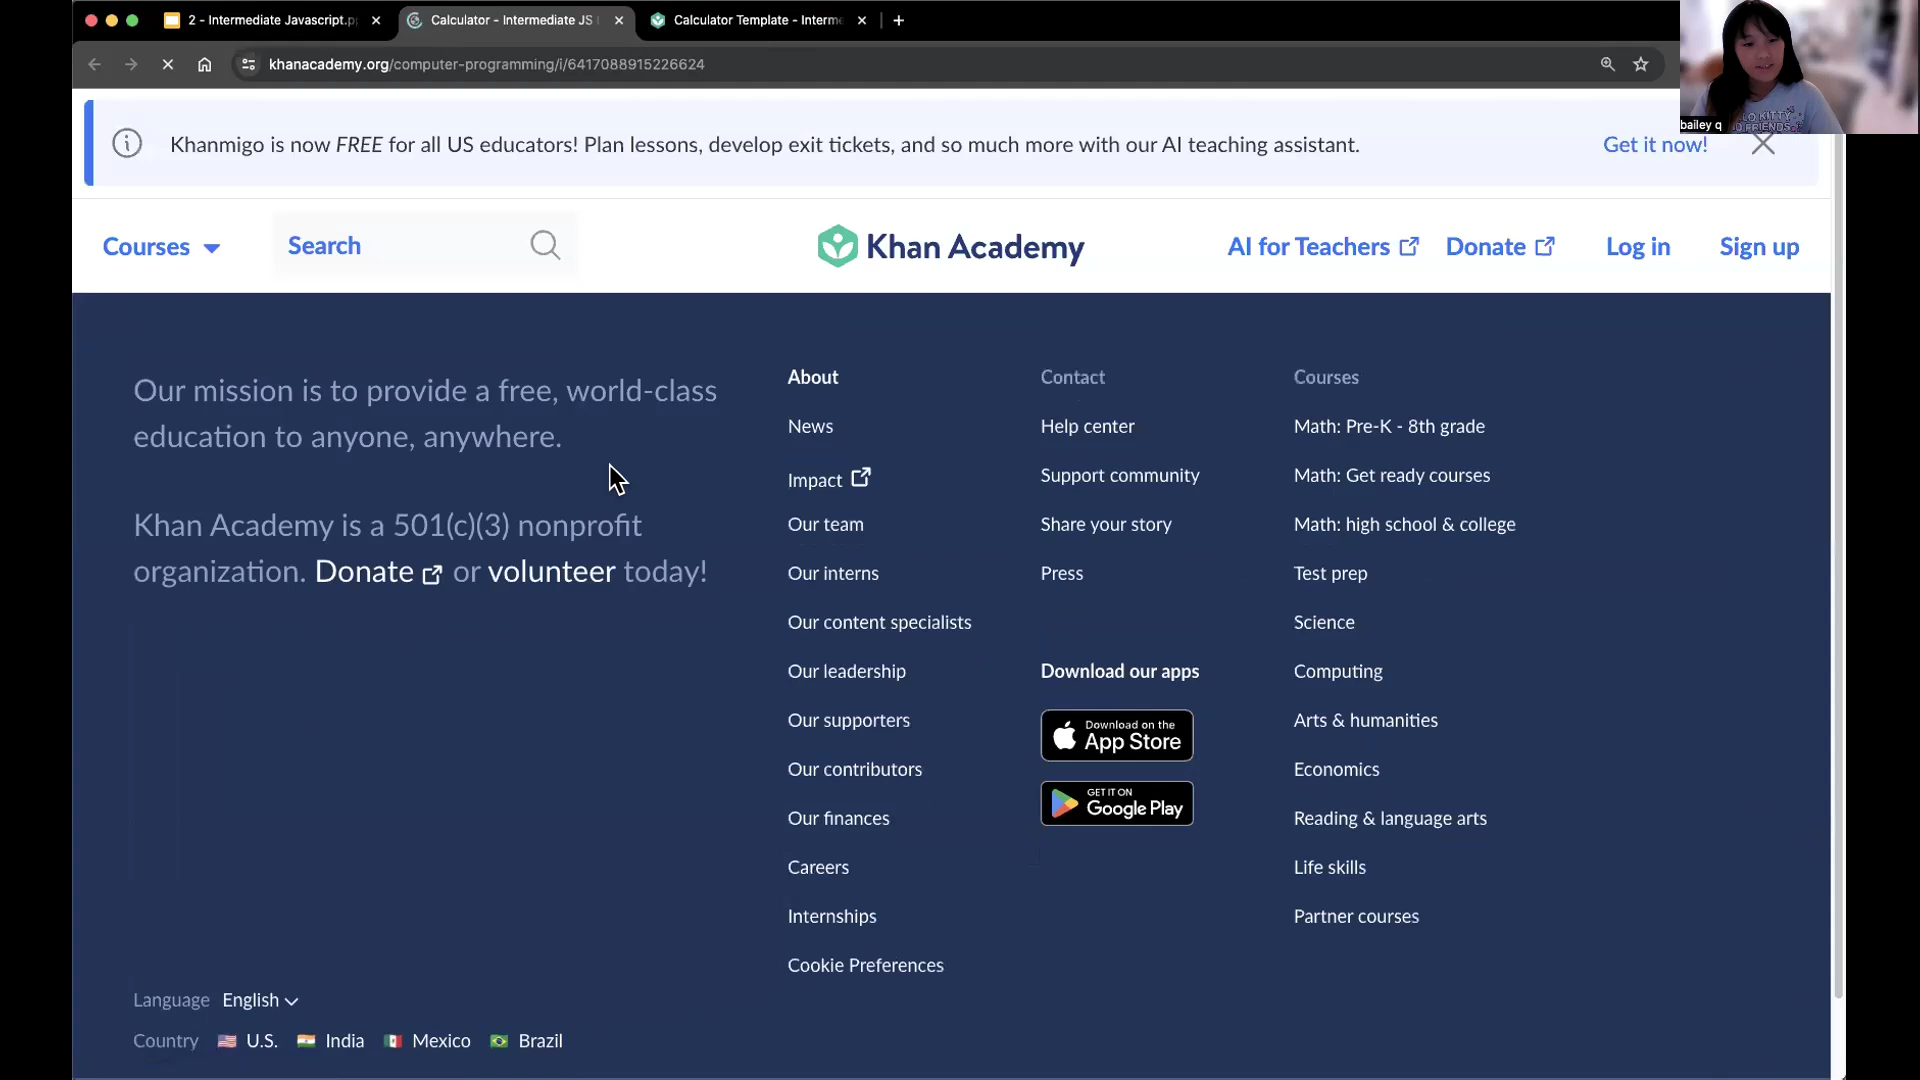 2 - Intermediate Javascript.p
Calculator - Intermediate JS
Calculator Template - Interm
khanacademy.org/computer-programming/i/6417088915226624
bailey q
LO KITTY
ND FRIENDS
Khanmigo is now FREE for all US educators! Plan lessons, develop exit tickets, and so much more with our AI teaching assistant.
Get it now!
Courses
Search
Khan Academy
AI for Teachers
Donate
Log in
Sign up
Our mission is to provide a free, world-class
education to anyone, anywhere.
Khan Academy is a 501(c)(3) nonprofit
organization. Donate or volunteer today!
About
News
Impact
Our team
Our interns
Our content specialists
Our leadership
Our supporters
Our contributors
Our finances
Careers
Internships
Cookie Preferences
Contact
Help center
Support community
Share your story
Press
Download our apps
Download on the
App Store
GET IT ON
Google Play
Courses
Math: Pre-K - 8th grade
Math: Get ready courses
Math: high school & college
Test prep
Science
Computing
Arts & humanities
Economics
Reading & language arts
Life skills
Partner courses
Language English
Country U.S. India Mexico Brazil